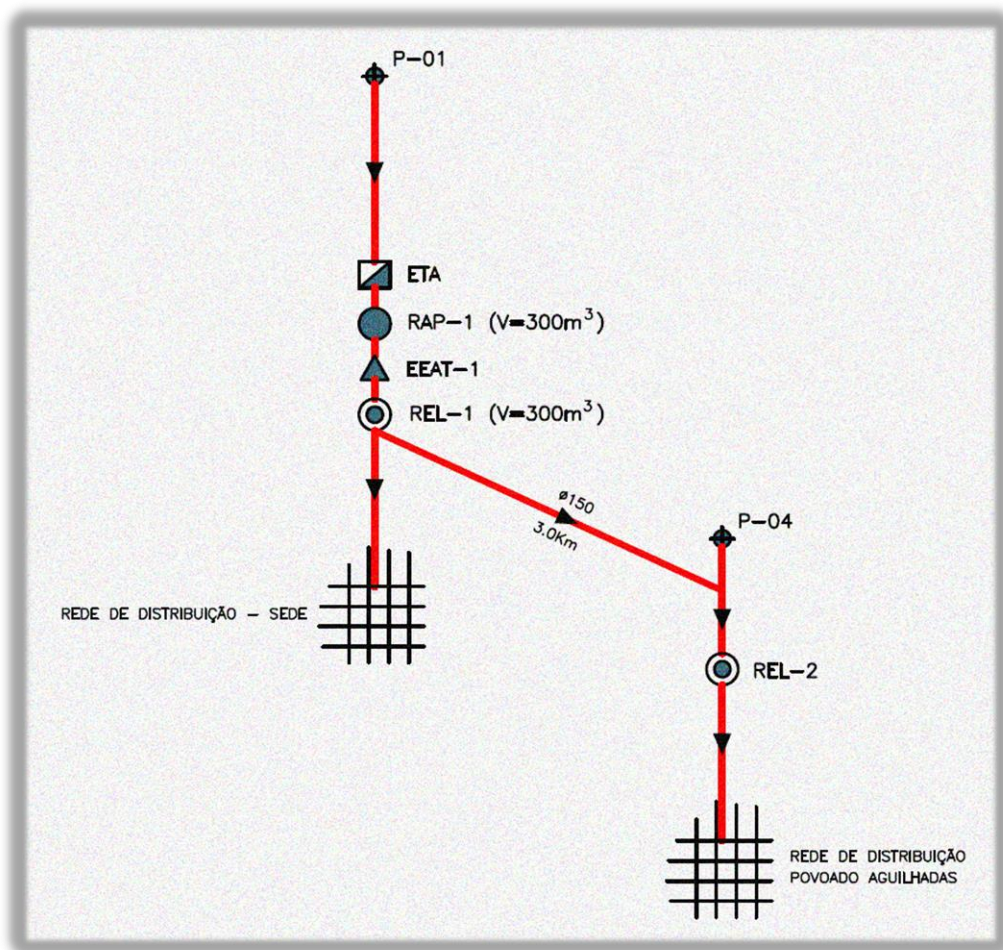 P-01
ETA
RAP-1 (V=300m³)
EEAT-1
REL-1 (V=300m³)
ø150
3.0Km
P-04
REDE DE DISTRIBUIÇÃO - SEDE
REL-2
REDE DE DISTRIBUIÇÃO
POVOADO AGUILHADAS